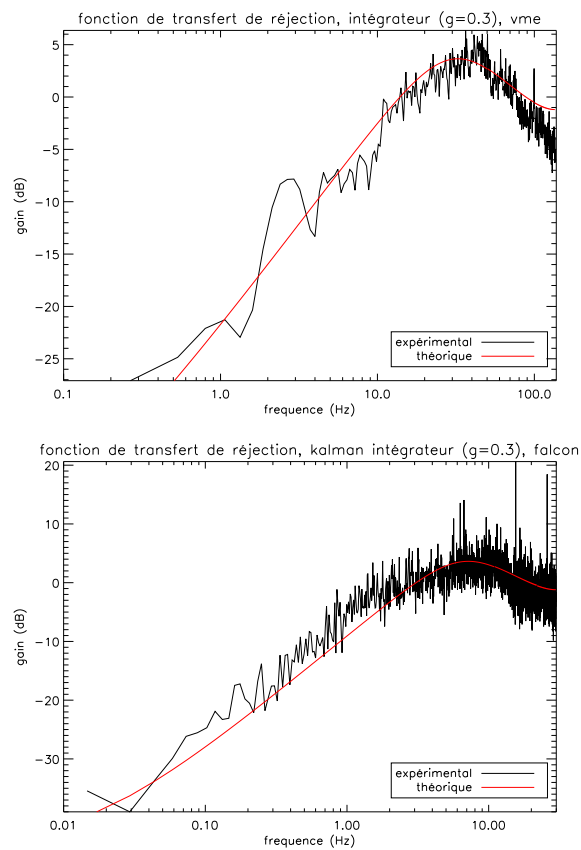 fonction de transfert de réjection, intégrateur (g=0.3), vme
gain (dB)
5
0
−5
−10
−15
−20
−25
expérimental
théorique
0.1
1.0
10.0
100.0
frequence (Hz)
fonction de transfert de réjection, kalman intégrateur (g=0.3), falcon
gain (dB)
20
10
0
−10
−20
−30
expérimental
théorique
0.01
0.10
1.00
10.00
frequence (Hz)